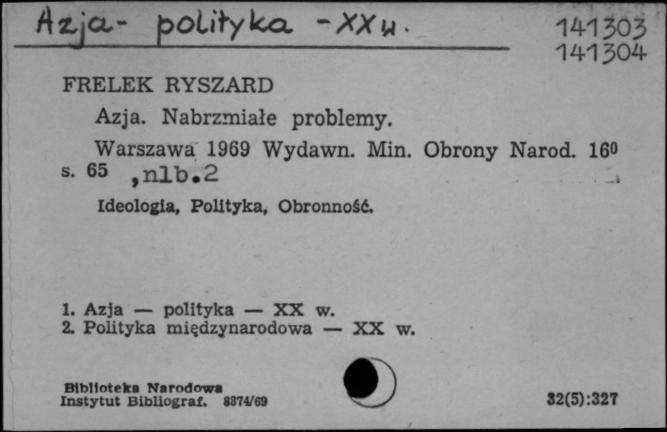 Azja - polityka - XX w.
141303
141304
FRELEK RYSZARD
Azja. Nabrzmiałe problemy.
Warszawa 1969 Wydawn. Min. Obrony Narod. 16⁰
s. 65 , nlb. 2
Ideologia, Polityka, Obronność.
1. Azja — polityka — XX w.
2. Polityka międzynarodowa — XX w.
Biblioteka Narodowa
Instytut Bibliograf. 8374/69
32(5):327